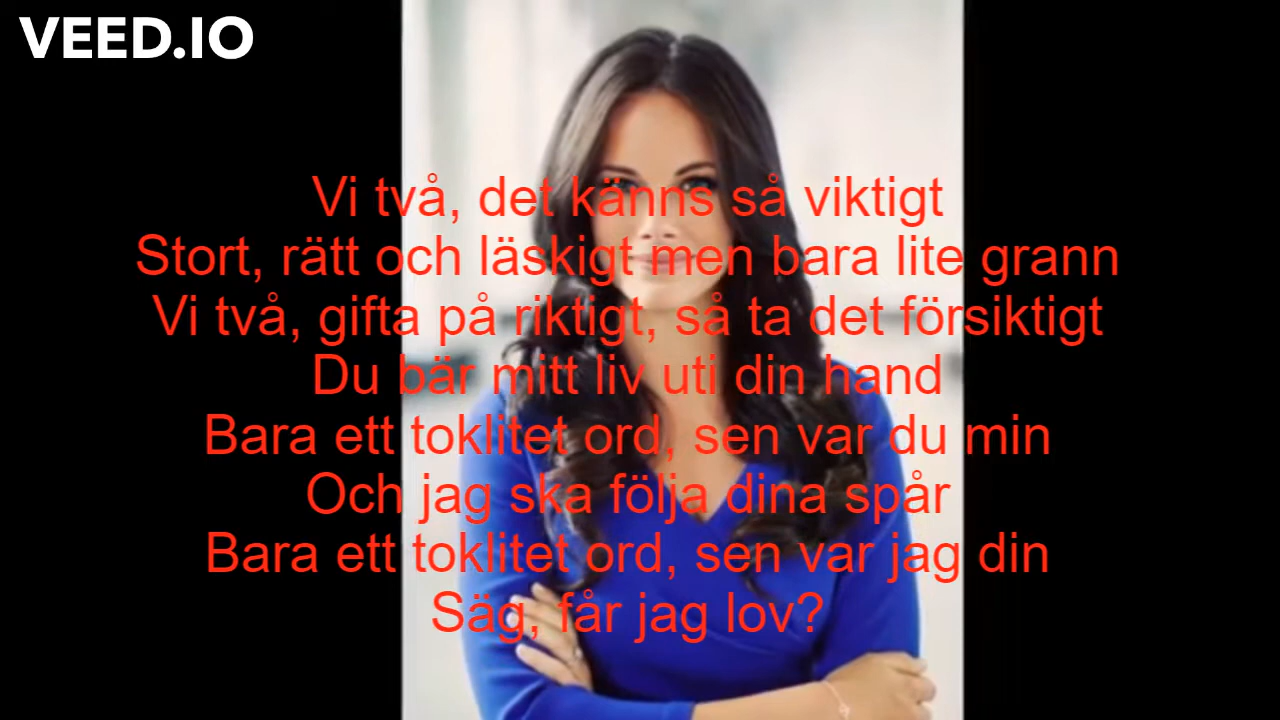 VEED.IO
Vi två, det känns så viktigt
Stort, rätt och läskigt men bara lite grann
Vi två, gifta på riktigt, så ta det försiktigt
Du bär mitt liv uti din hand
Bara ett toklitet ord, sen var du min
Och jag ska följa dina spår
Bara ett toklitet ord, sen var jag din
Säg, får jag lov?